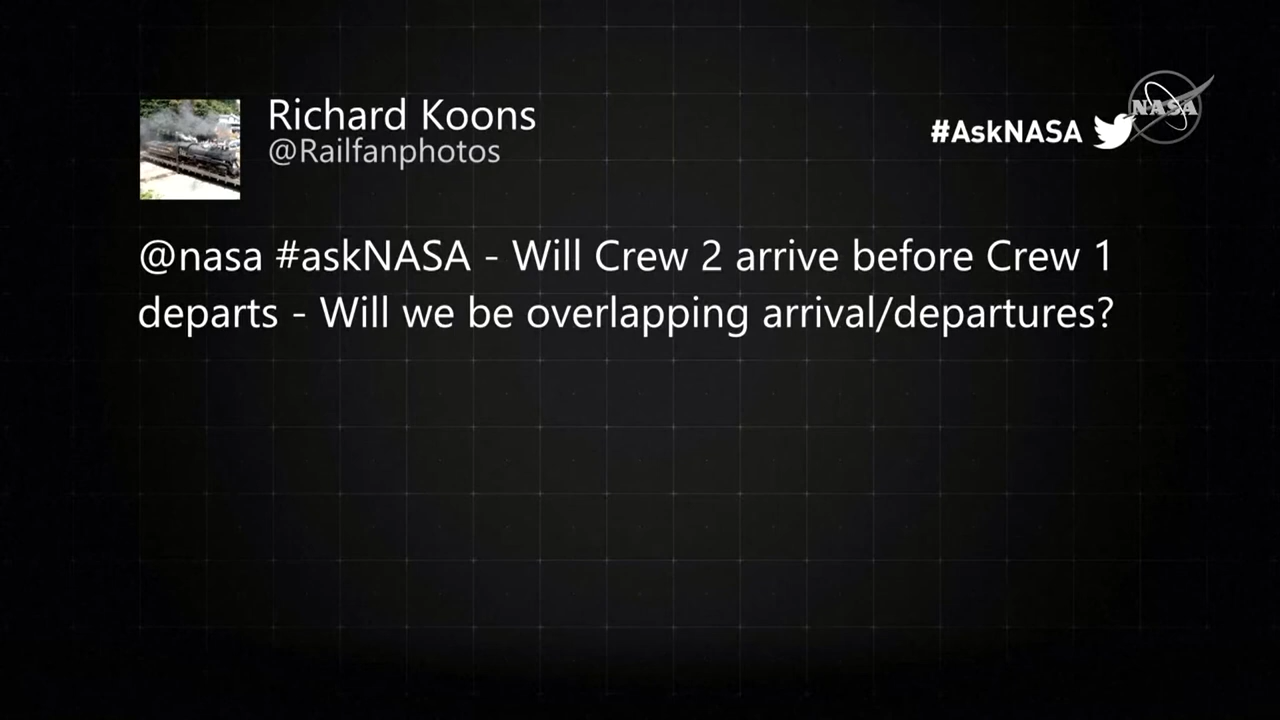 Richard Koons
@Railfanphotos
#AskNASA
NASA
@nasa #askNASA - Will Crew 2 arrive before Crew 1
departs - Will we be overlapping arrival/departures?